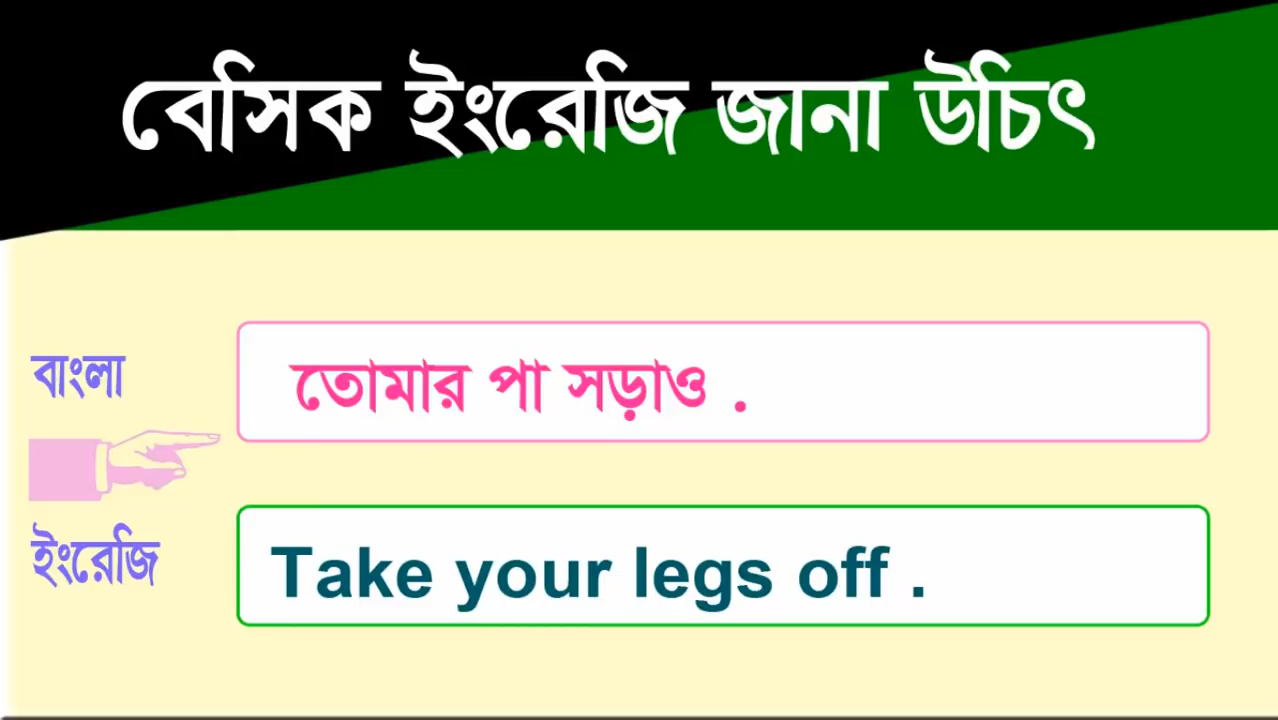 বেসিক ইংরেজি জানা উচিৎ
বাংলা
তোমার পা সড়াও .
ইংরেজি
Take your legs off .